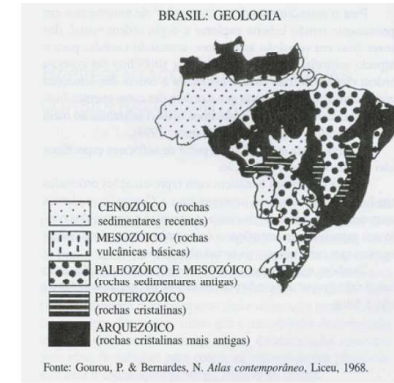 BRASIL: GEOLOGIA
CENOZÓICO (rochas
sedimentares recentes)
MESOZÓICO (rochas
vulcânicas básicas)
PALEOZÓICO E MESOZÓICO
(rochas sedimentares antigas)
PROTEROZÓICO
(rochas cristalinas)
ARQUEZÓICO
(rochas cristalinas mais antigas)
Fonte: Gourou, P. & Bernardes, N. Atlas contemporâneo, Liceu, 1968.